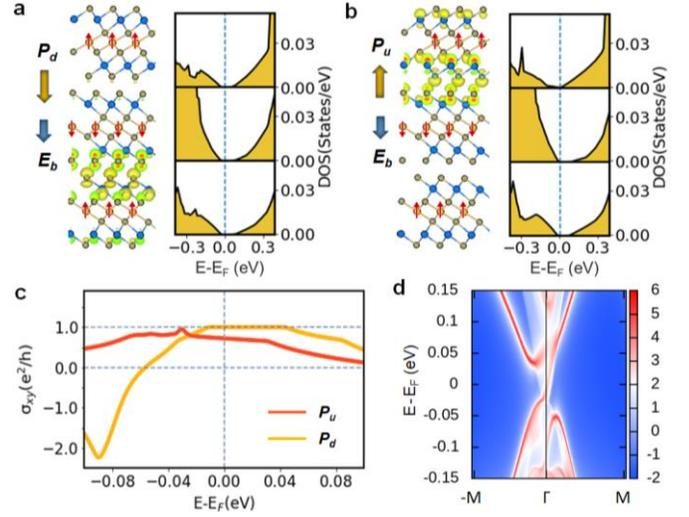 a
P_d
E_b
0.03
0.00
0.03
0.00
0.03
0.00
DOS(States/eV)
−0.3 0.0 0.3
E-E_F (eV)
b
P_u
E_b
0.03
0.00
0.03
0.00
0.03
0.00
DOS(States/eV)
−0.3 0.0 0.3
E-E_F (eV)
c
1.0
0.0
−1.0
−2.0
σ_xy(e²/h)
P_u
P_d
−0.08 −0.04 0.00 0.04 0.08
E-E_F(eV)
d
0.15
0.1
0.05
0
-0.05
-0.1
-0.15
E-E_F (eV)
-M Γ M
6
5
4
3
2
1
0
-1
-2